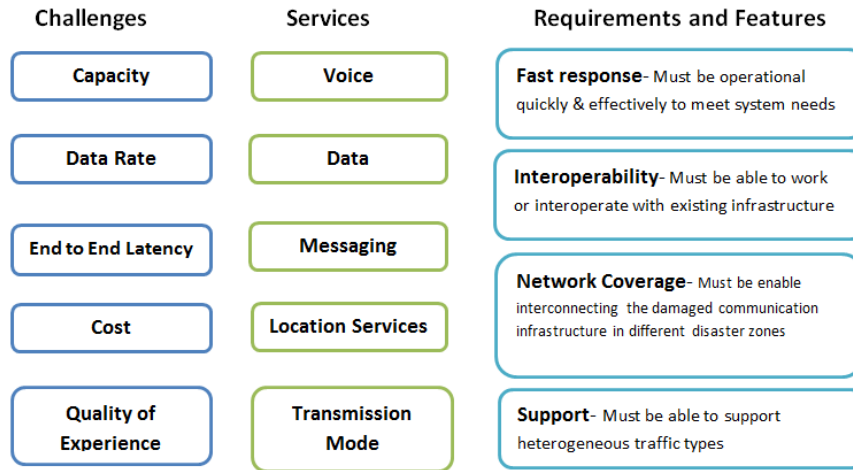 Challenges
Capacity
Data Rate
End to End Latency
Cost
Quality of
Experience
Services
Voice
Data
Messaging
Location Services
Transmission
Mode
Requirements and Features
Fast response- Must be operational
quickly & effectively to meet system needs
Interoperability- Must be able to work
or interoperate with existing infrastructure
Network Coverage- Must be enable
interconnecting the damaged communication
infrastructure in different disaster zones
Support- Must be able to support
heterogeneous traffic types